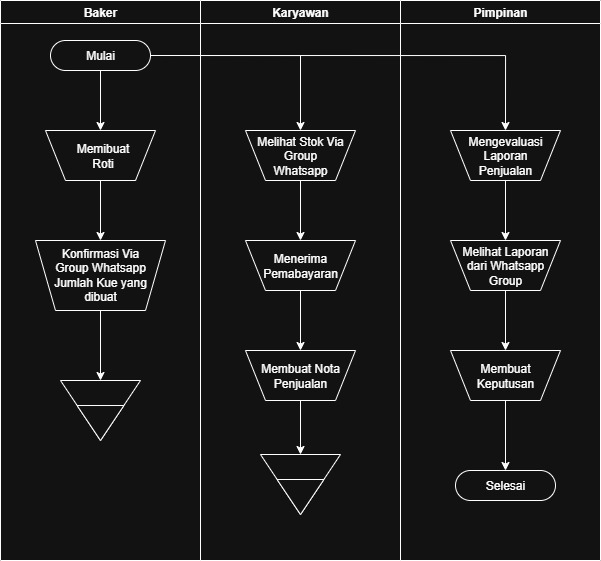 Baker
Karyawan
Pimpinan
Mulai
Memibuat
Roti
Konfirmasi Via
Group Whatsapp
Jumlah Kue yang
dibuat
Melihat Stok Via
Group
Whatsapp
Menerima
Pemabayaran
Membuat Nota
Penjualan
Mengevaluasi
Laporan
Penjualan
Melihat Laporan
dari Whatsapp
Group
Membuat
Keputusan
Selesai